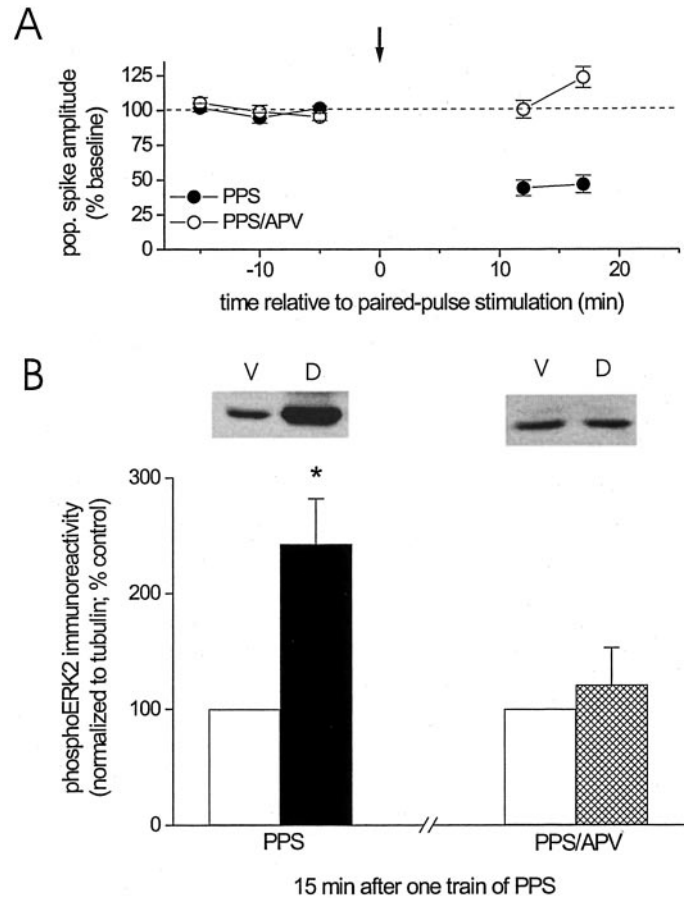 A
pop. spike amplitude
(% baseline)
125
100
75
50
25
0
PPS
PPS/APV
-10
0
10
20
time relative to paired-pulse stimulation (min)
B
V D
V D
phosphoERK2 immunoreactivity
(normalized to tubulin; % control)
300
200
100
0
*
PPS
PPS/APV
15 min after one train of PPS